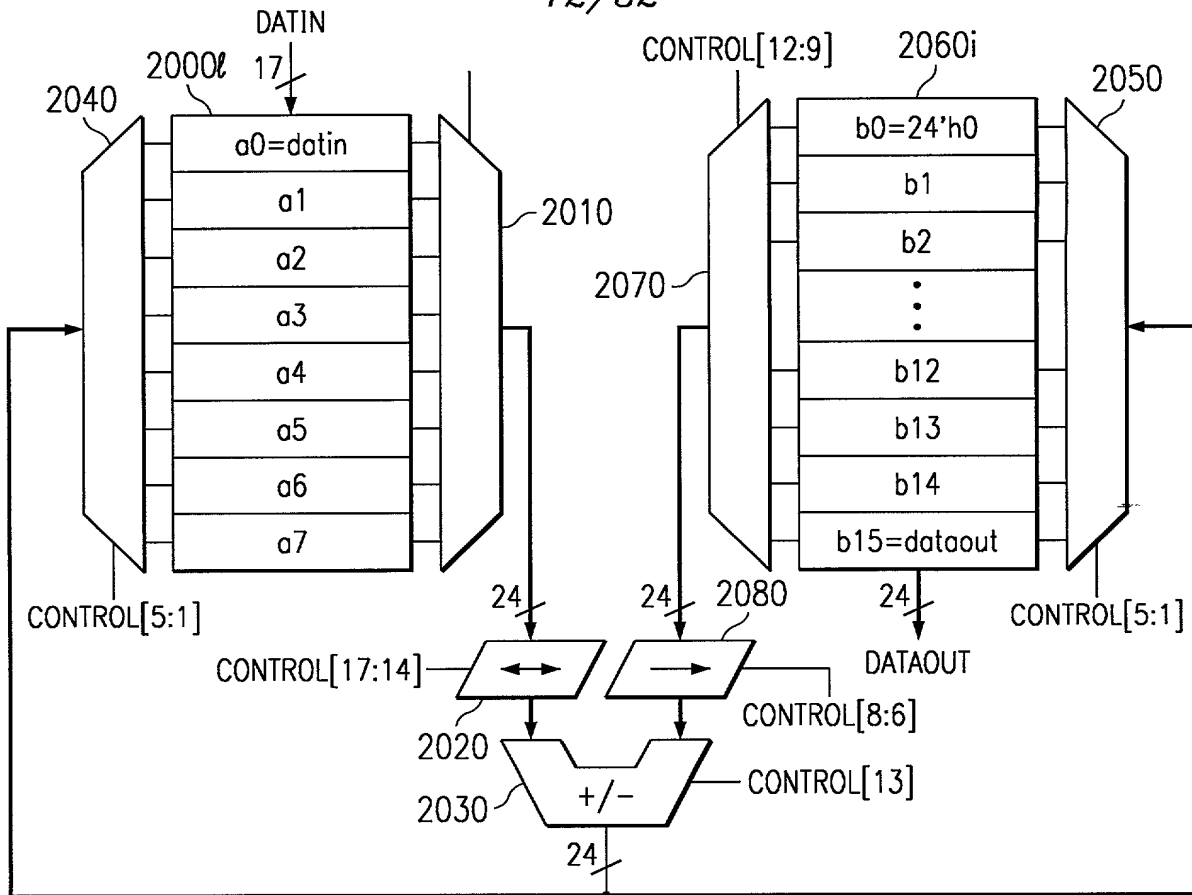 DATIN
17
2000ℓ
2040
a0=datin
a1
a2
a3
a4
a5
a6
a7
2010
CONTROL[5:1]
24
CONTROL[17:14]
2020
CONTROL[12:9]
2060i
2050
b0=24'h0
b1
b2
b12
b13
b14
b15=dataout
2070
24
2080
24
DATAOUT
CONTROL[5:1]
CONTROL[8:6]
2030
+/-
CONTROL[13]
24